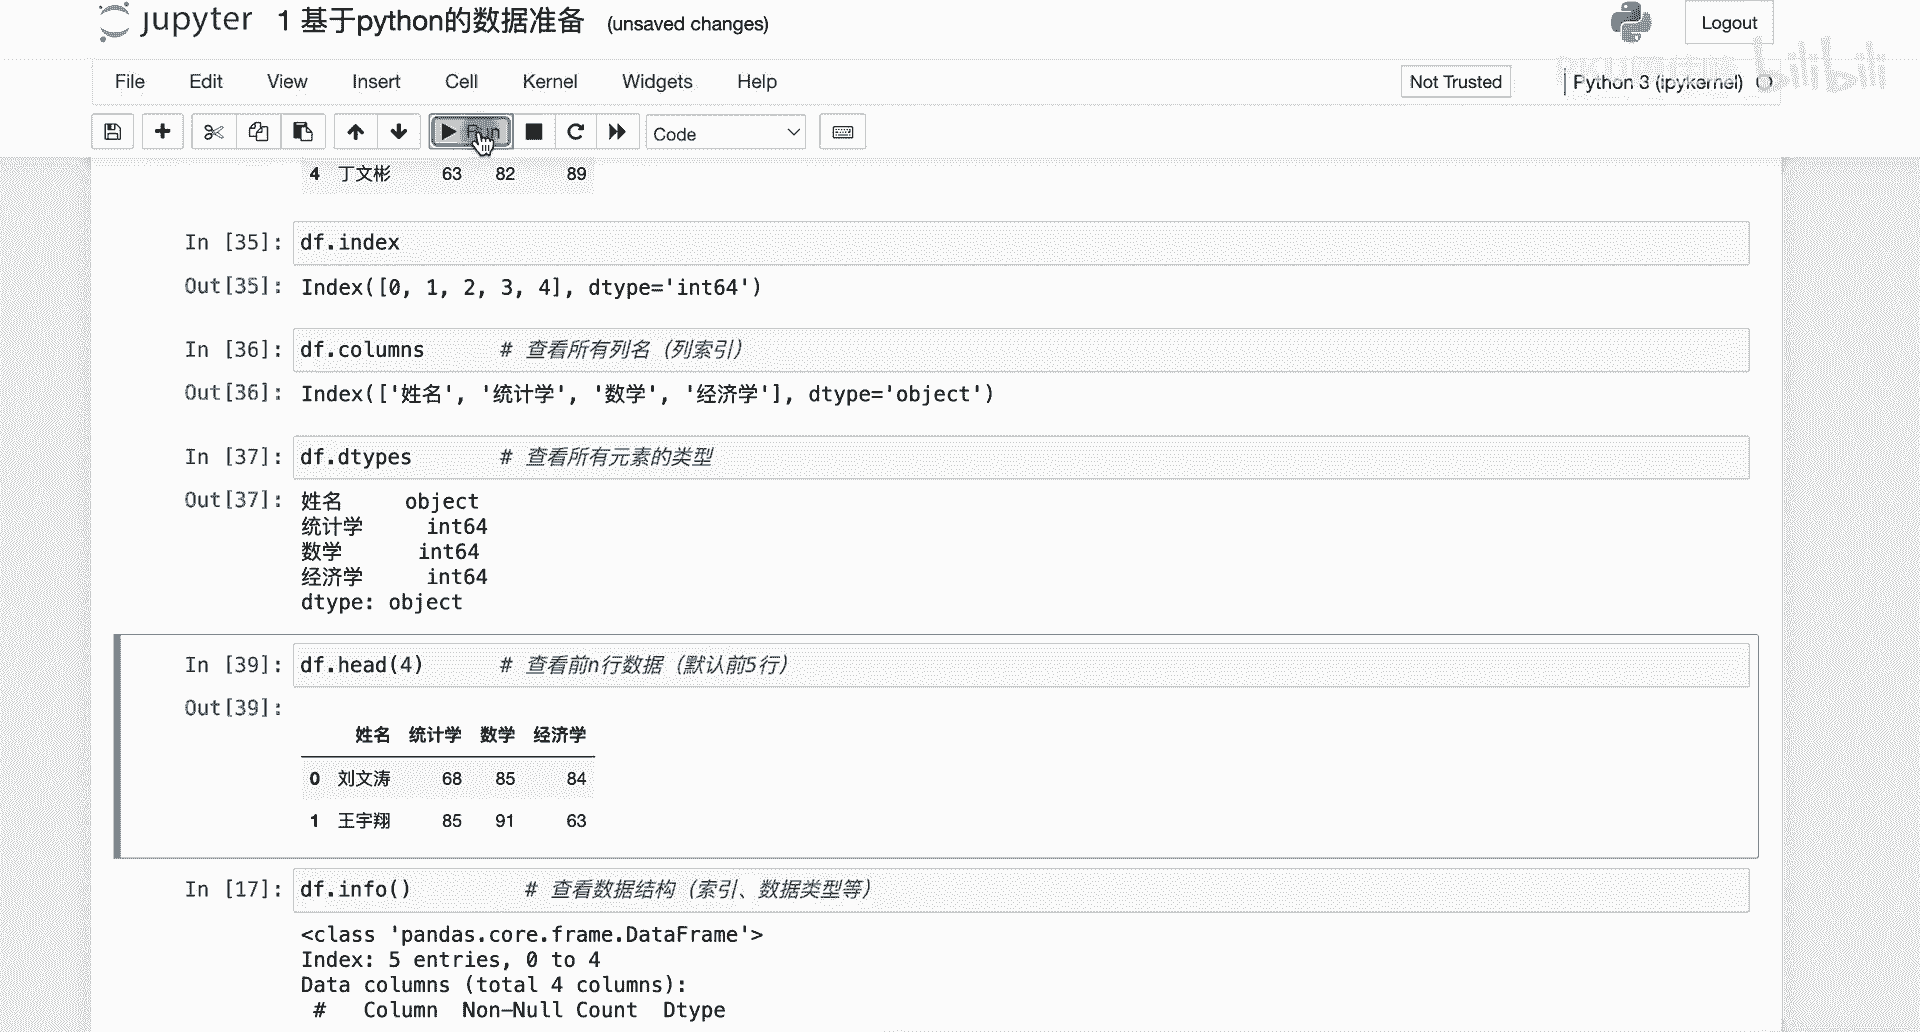 jupyter 1 基于python的数据准备 (unsaved changes) Logout
File Edit View Insert Cell Kernel Widgets Help Not Trusted Python 3 (ipykernel)
bilibili
Run Code
4 丁文彬 63 82 89
In [35]: df.index
Out[35]: Index([0, 1, 2, 3, 4], dtype='int64')
In [36]: df.columns # 查看所有列名（列索引）
Out[36]: Index(['姓名', '统计学', '数学', '经济学'], dtype='object')
In [37]: df.dtypes # 查看所有元素的类型
Out[37]: 姓名 object
统计学 int64
数学 int64
经济学 int64
dtype: object
In [39]: df.head(4) # 查看前n行数据（默认前5行）
Out[39]:
姓名 统计学 数学 经济学
0 刘文涛 68 85 84
1 王宇翔 85 91 63
In [17]: df.info() # 查看数据结构（索引、数据类型等）
<class 'pandas.core.frame.DataFrame'>
Index: 5 entries, 0 to 4
Data columns (total 4 columns):
# Column Non-Null Count Dtype